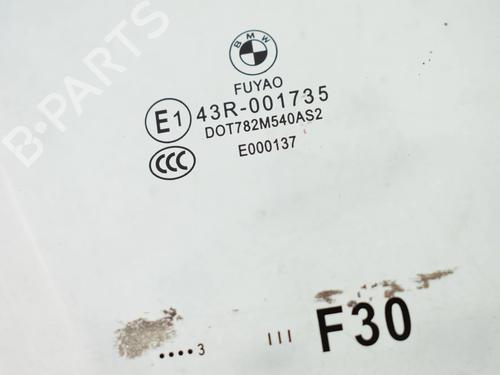 B-PARTS
BMW
FUYAO
E1 43R-001735
DOT782M540AS2
CCC E000137
....3 III F30